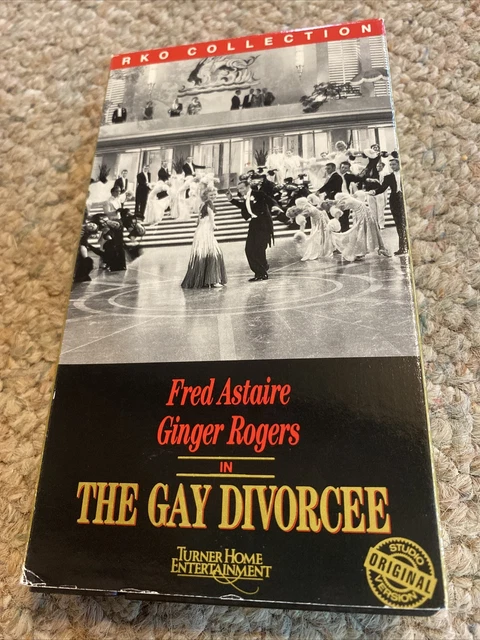 RKO COLLECTION
Fred Astaire
Ginger Rogers
IN
THE GAY DIVORCEE
TURNER HOME
ENTERTAINMENT
STUDIO
ORIGINAL
VERSION